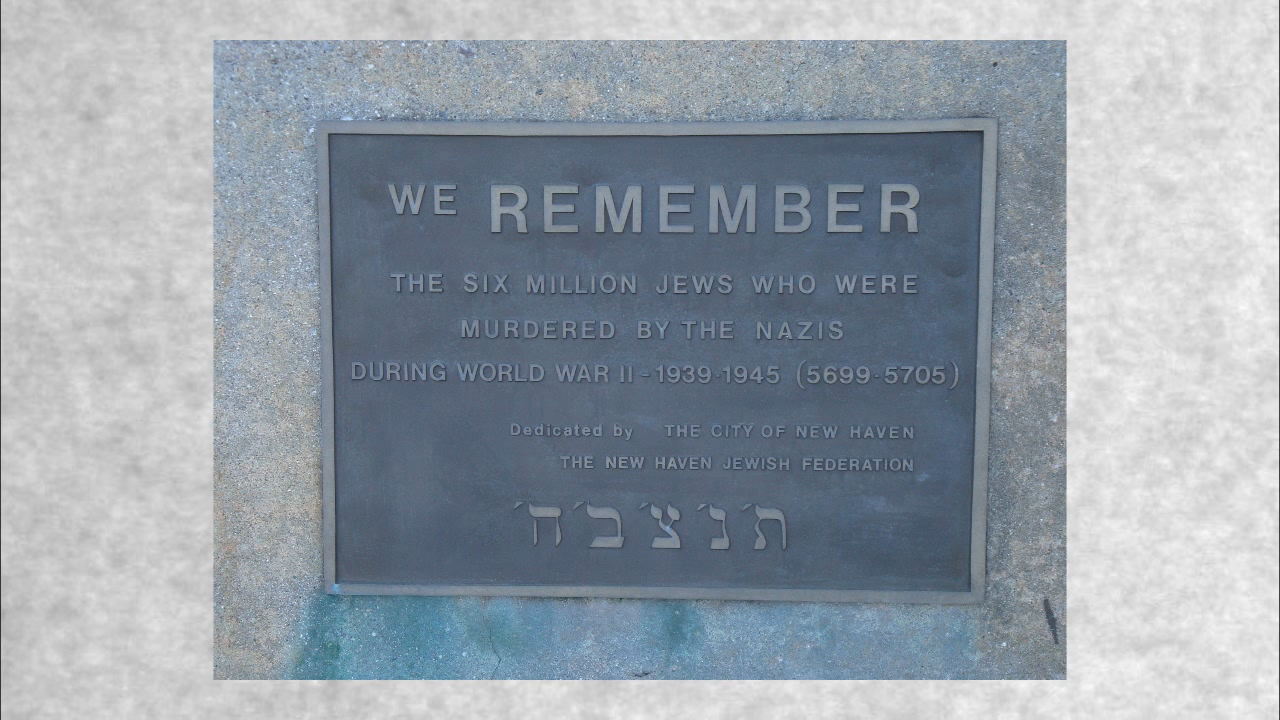 WE REMEMBER
THE SIX MILLION JEWS WHO WERE
MURDERED BY THE NAZIS
DURING WORLD WAR II - 1939-1945 (5699-5705)
Dedicated by THE CITY OF NEW HAVEN
THE NEW HAVEN JEWISH FEDERATION
ת׳נ׳צ׳ב׳ה׳